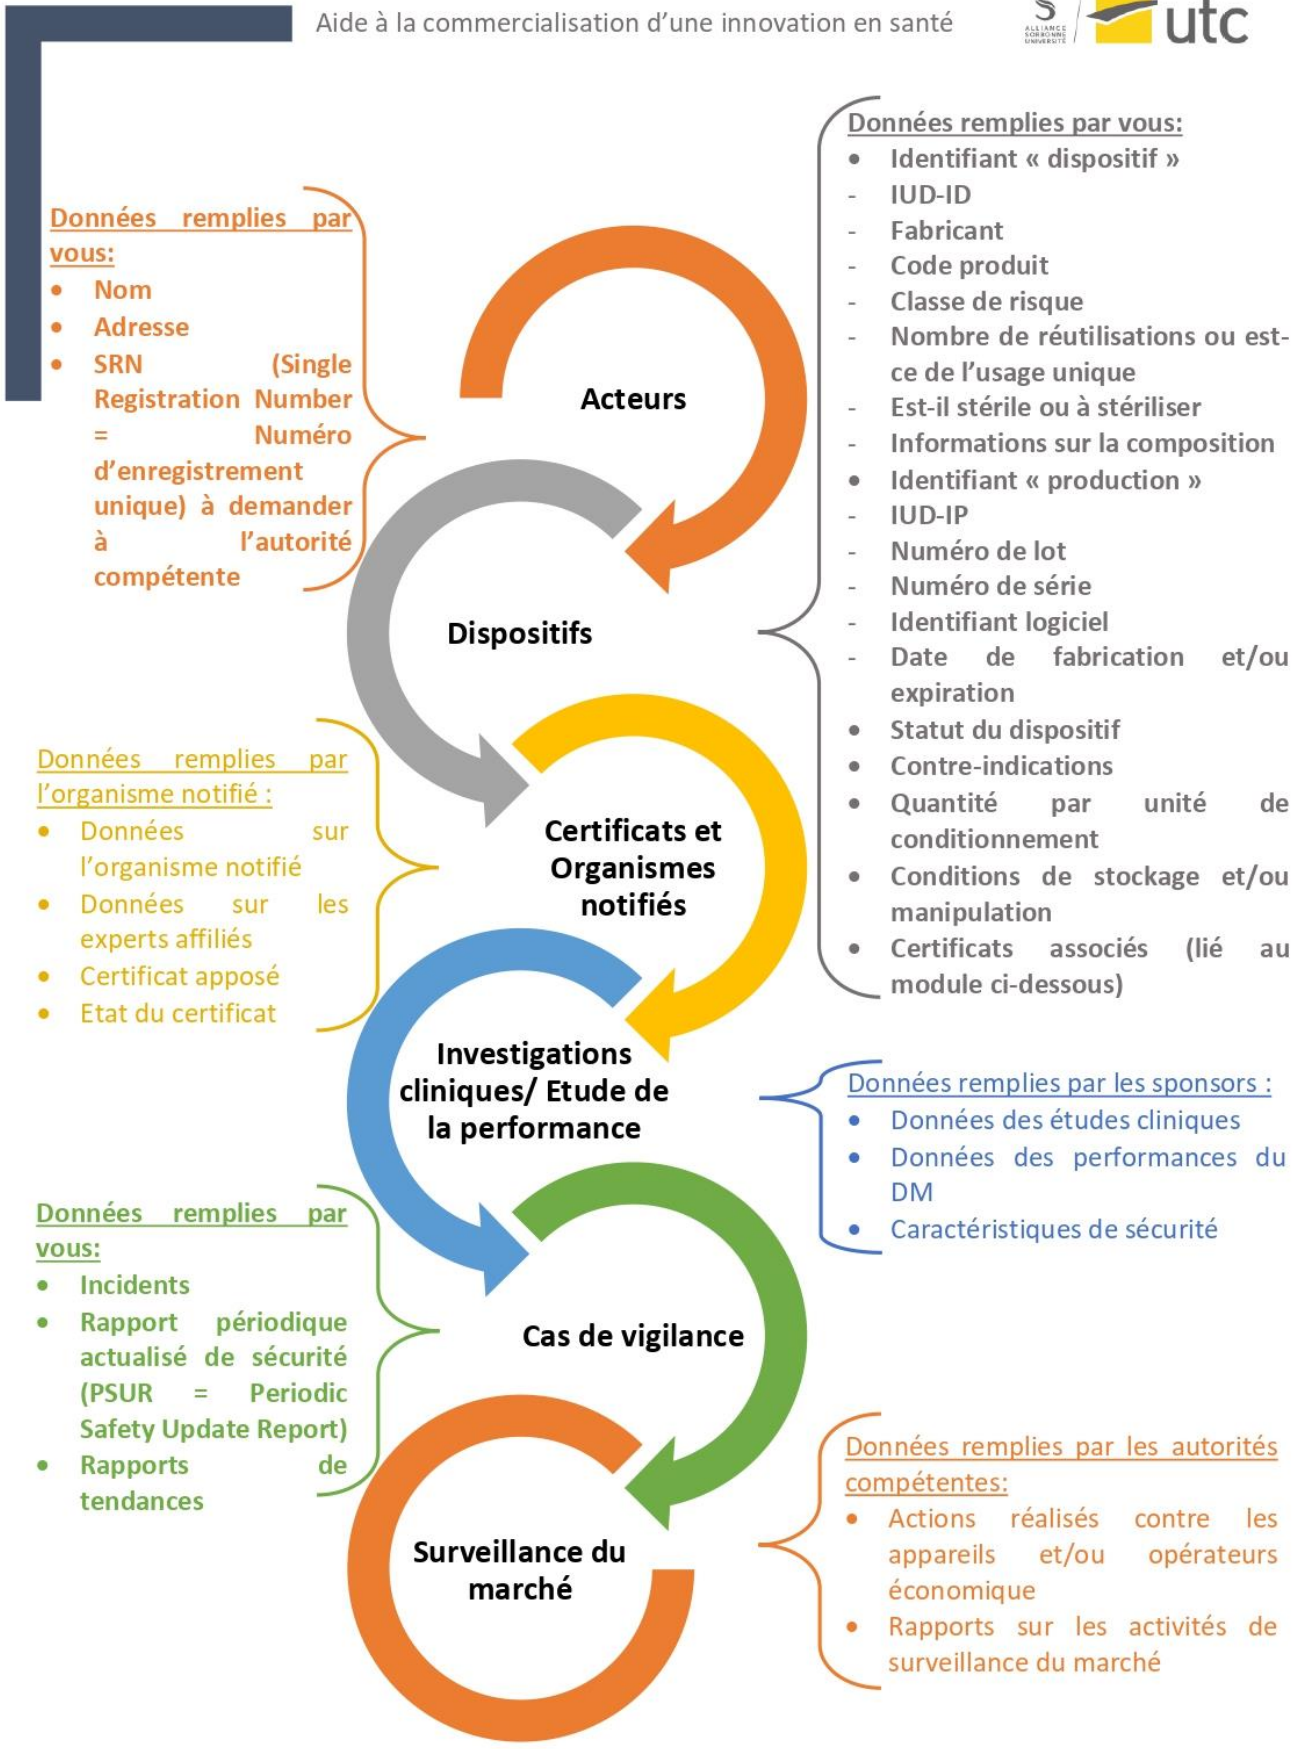 Aide à la commercialisation d’une innovation en santé
ALLIANCE
SORBONNE
UNIVERSITÉ
utc
Données remplies par
vous:
• Nom
• Adresse
• SRN (Single
Registration Number
= Numéro
d’enregistrement
unique) à demander
à l’autorité
compétente
Acteurs
Données remplies par vous:
• Identifiant « dispositif »
- IUD-ID
- Fabricant
- Code produit
- Classe de risque
- Nombre de réutilisations ou est-
ce de l’usage unique
- Est-il stérile ou à stériliser
- Informations sur la composition
• Identifiant « production »
- IUD-IP
- Numéro de lot
- Numéro de série
- Identifiant logiciel
- Date de fabrication et/ou
expiration
• Statut du dispositif
• Contre-indications
• Quantité par unité de
conditionnement
• Conditions de stockage et/ou
manipulation
• Certificats associés (lié au
module ci-dessous)
Dispositifs
Données remplies par
l’organisme notifié :
• Données sur
l’organisme notifié
• Données sur les
experts affiliés
• Certificat apposé
• Etat du certificat
Certificats et
Organismes
notifiés
Investigations
cliniques/ Etude de
la performance
Données remplies par les sponsors :
• Données des études cliniques
• Données des performances du
DM
• Caractéristiques de sécurité
Données remplies par
vous:
• Incidents
• Rapport périodique
actualisé de sécurité
(PSUR = Periodic
Safety Update Report)
• Rapports de
tendances
Cas de vigilance
Surveillance du
marché
Données remplies par les autorités
compétentes:
• Actions réalisés contre les
appareils et/ou opérateurs
économique
• Rapports sur les activités de
surveillance du marché